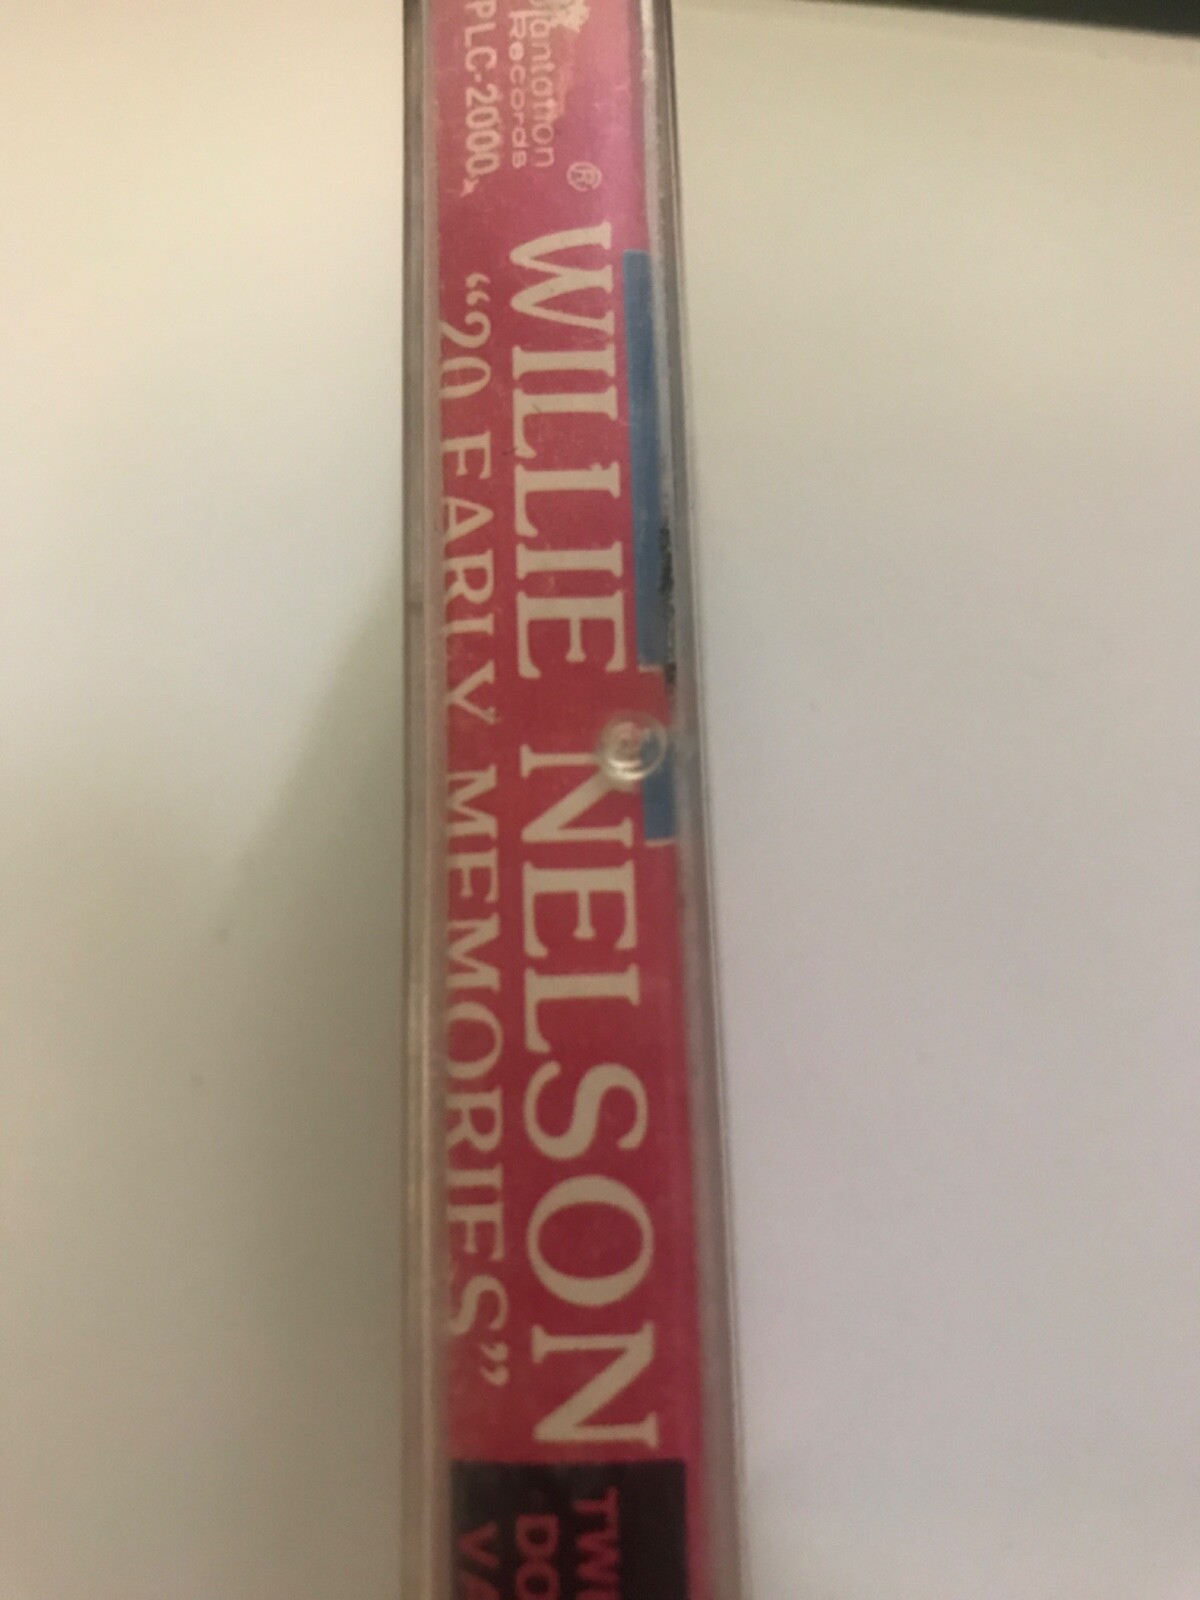 Plantation
Records
®
PLC-2000
WILLIE NELSON
“20 EARLY MEMORIES”